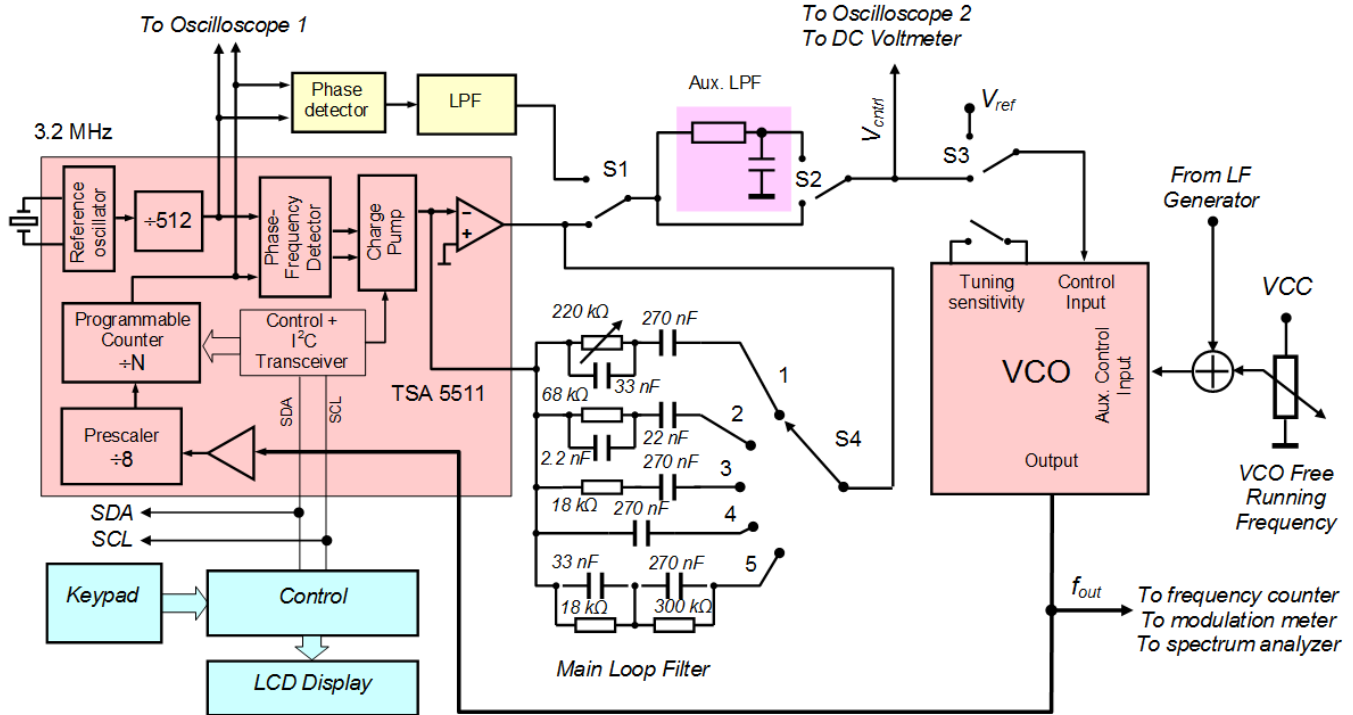 To Oscilloscope 1
To Oscilloscope 2
To DC Voltmeter
3.2 MHz
Reference
oscillator
÷512
Phase-
Frequency
Detector
Charge
Pump
−
+
Programmable
Counter
÷N
Control +
I²C
Transceiver
TSA 5511
Prescaler
÷8
SDA
SCL
Phase
detector
LPF
S1
Aux. LPF
S2
Vcntrl
Vref
S3
From LF
Generator
VCC
Tuning
sensitivity
Control
Input
VCO
Aux. Control
Input
Output
VCO Free
Running
Frequency
220 kΩ
270 nF
33 nF
1
68 kΩ
22 nF
2
2.2 nF
270 nF
3
18 kΩ
270 nF
4
33 nF
270 nF
5
18 kΩ
300 kΩ
S4
Main Loop Filter
SDA
SCL
Keypad
Control
LCD Display
fout
To frequency counter
To modulation meter
To spectrum analyzer